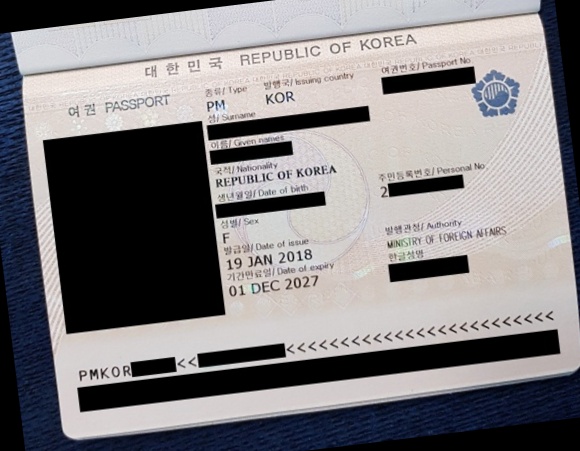 대한민국 REPUBLIC OF KOREA
여권 PASSPORT
종류/ Type 발행국/ Issuing country 여권번호/ Passport No.
PM KOR
성/ Surname
이름/ Given names
국적/ Nationality
REPUBLIC OF KOREA
생년월일/ Date of birth 주민등록번호/ Personal No.
2
성별/ Sex
F
발급일/ Date of issue 발행관청/ Authority
19 JAN 2018 MINISTRY OF FOREIGN AFFAIRS
기간만료일/ Date of expiry 한글성명
01 DEC 2027
PMKOR <<  <<<<<<<<<<<<<<<<<<<<<<<<<<<